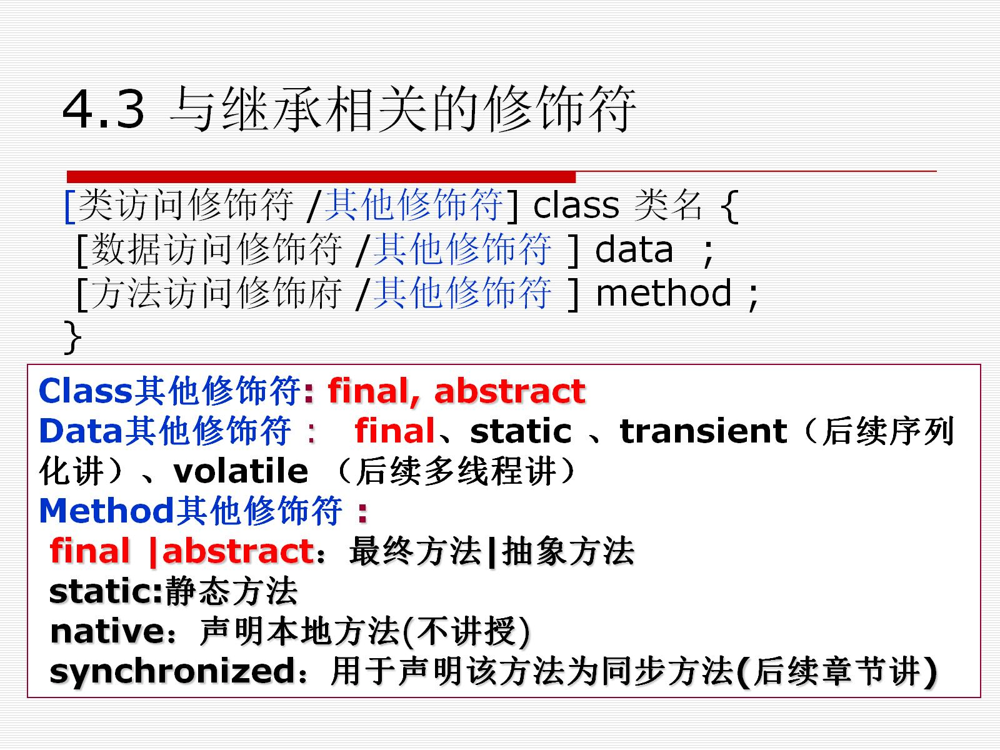 4.3 与继承相关的修饰符
[类访问修饰符 /其他修饰符] class 类名 {
[数据访问修饰符 /其他修饰符 ] data ;
[方法访问修饰府 /其他修饰符 ] method ;
}
Class其他修饰符: final, abstract
Data其他修饰符 : final、static 、transient（后续序列
化讲）、volatile （后续多线程讲）
Method其他修饰符 :
final |abstract：最终方法|抽象方法
static:静态方法
native：声明本地方法(不讲授)
synchronized：用于声明该方法为同步方法(后续章节讲)